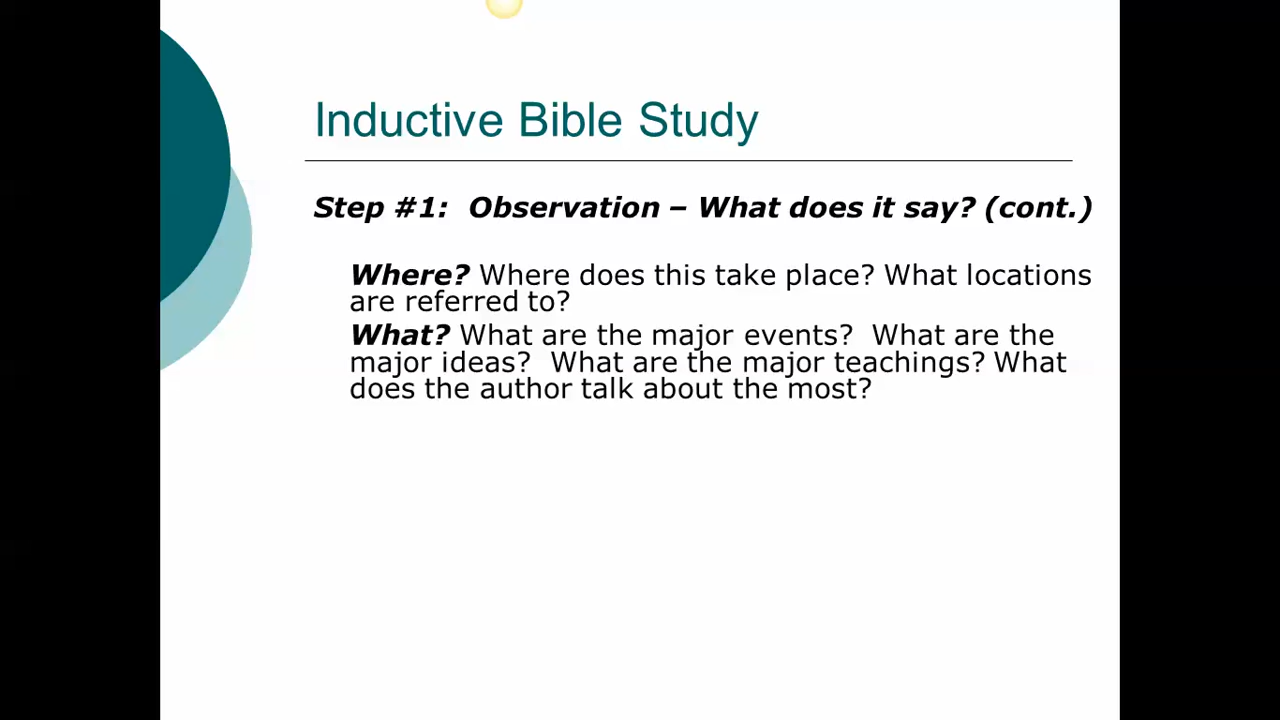 Inductive Bible Study
Step #1:  Observation – What does it say? (cont.)
Where? Where does this take place? What locations
are referred to?
What? What are the major events?  What are the
major ideas?  What are the major teachings? What
does the author talk about the most?